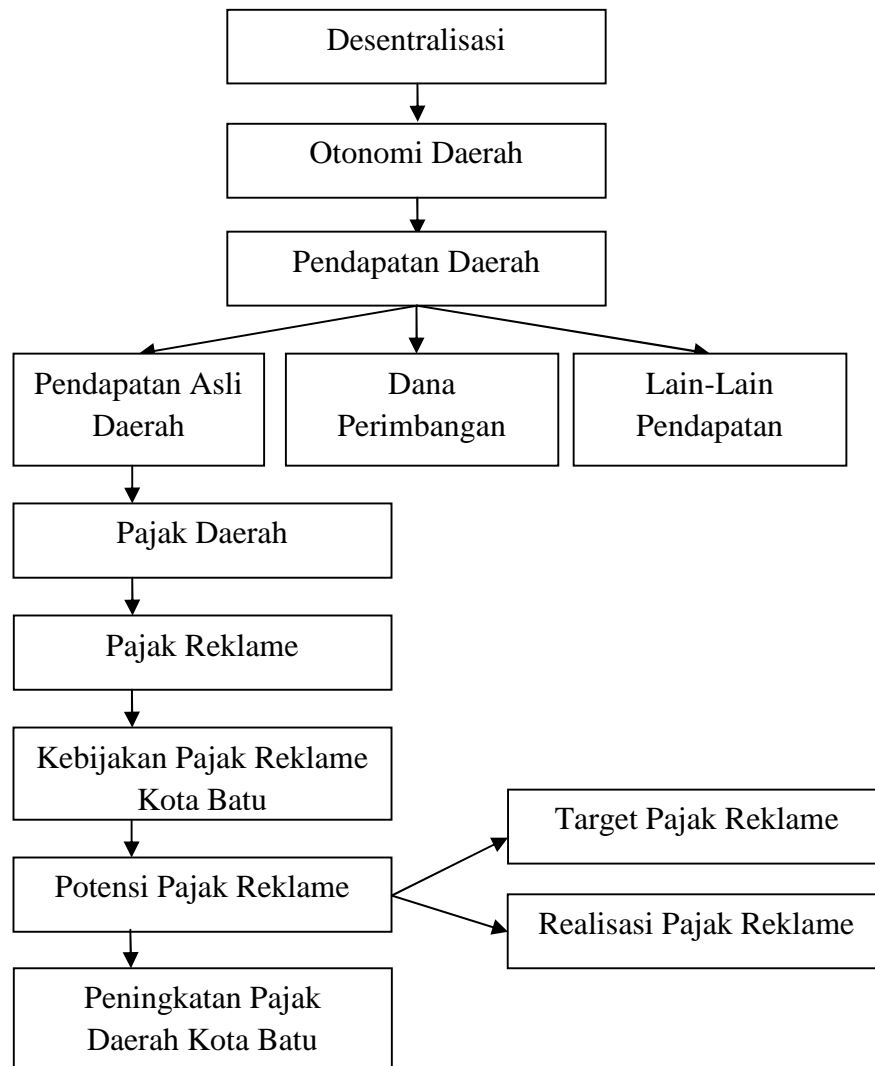 Desentralisasi
Otonomi Daerah
Pendapatan Daerah
Pendapatan Asli
Daerah
Dana
Perimbangan
Lain-Lain
Pendapatan
Pajak Daerah
Pajak Reklame
Kebijakan Pajak Reklame
Kota Batu
Potensi Pajak Reklame
Target Pajak Reklame
Realisasi Pajak Reklame
Peningkatan Pajak
Daerah Kota Batu